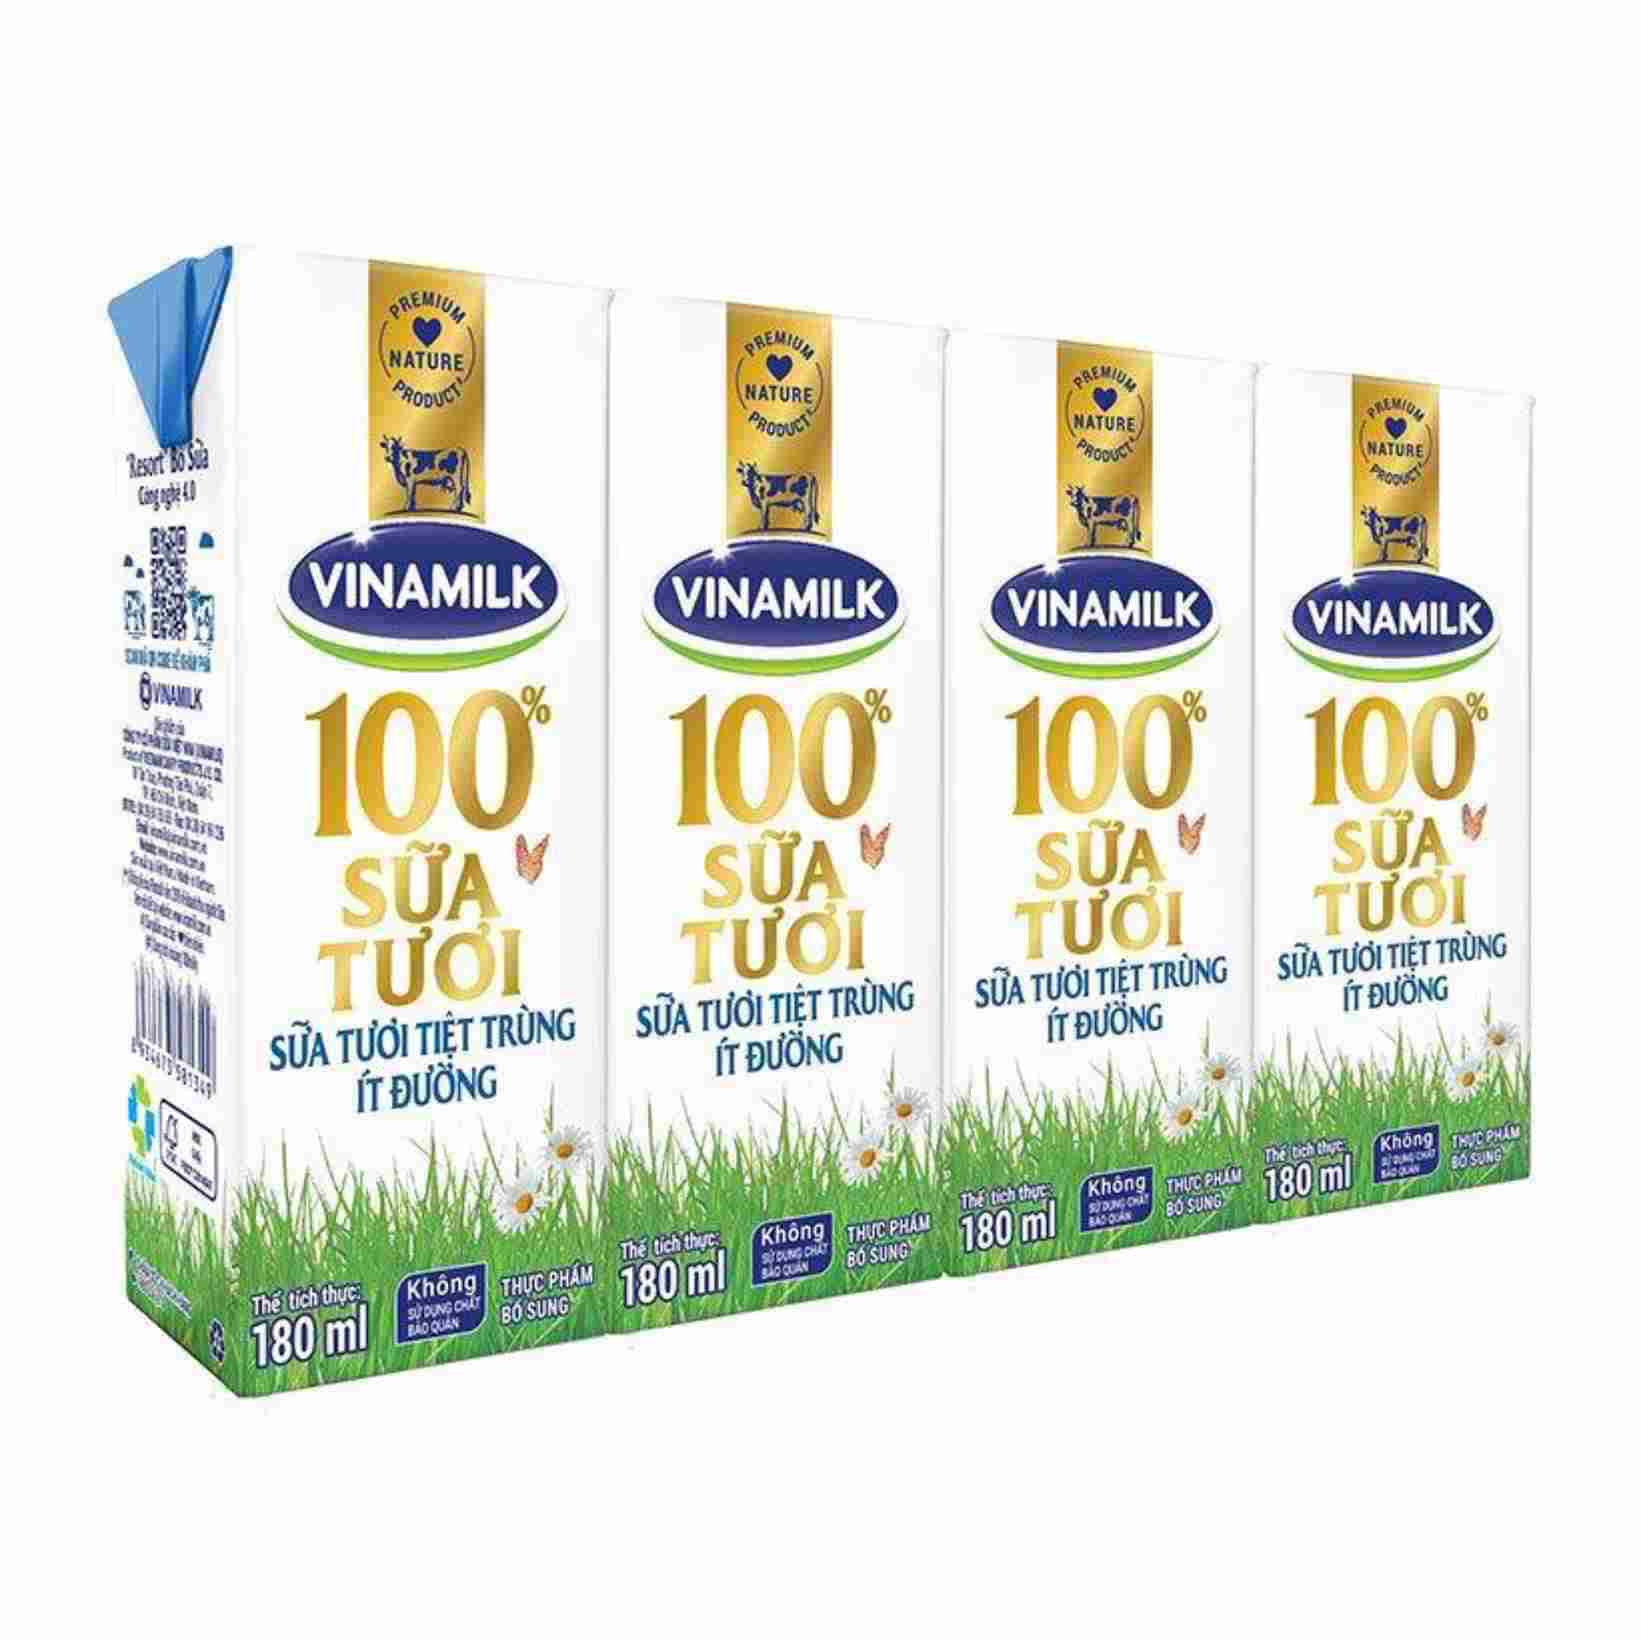 "Resort" Bò Sữa
Công nghệ 4.0
VINAMILK
PREMIUM
NATURE
PRODUCT
VINAMILK
100%
SỮA
TƯƠI
SỮA TƯƠI TIỆT TRÙNG
ÍT ĐƯỜNG
Thể tích thực:
180 ml
Không
SỬ DỤNG CHẤT
BẢO QUẢN
THỰC PHẨM
BỔ SUNG
PREMIUM
NATURE
PRODUCT
VINAMILK
100%
SỮA
TƯƠI
SỮA TƯƠI TIỆT TRÙNG
ÍT ĐƯỜNG
Thể tích thực:
180 ml
Không
SỬ DỤNG CHẤT
BẢO QUẢN
THỰC PHẨM
BỔ SUNG
PREMIUM
NATURE
PRODUCT
VINAMILK
100%
SỮA
TƯƠI
SỮA TƯƠI TIỆT TRÙNG
ÍT ĐƯỜNG
Thể tích thực:
180 ml
Không
SỬ DỤNG CHẤT
BẢO QUẢN
THỰC PHẨM
BỔ SUNG
PREMIUM
NATURE
PRODUCT
VINAMILK
100%
SỮA
TƯƠI
SỮA TƯƠI TIỆT TRÙNG
ÍT ĐƯỜNG
Thể tích thực:
180 ml
Không
SỬ DỤNG CHẤT
BẢO QUẢN
THỰC PHẨM
BỔ SUNG